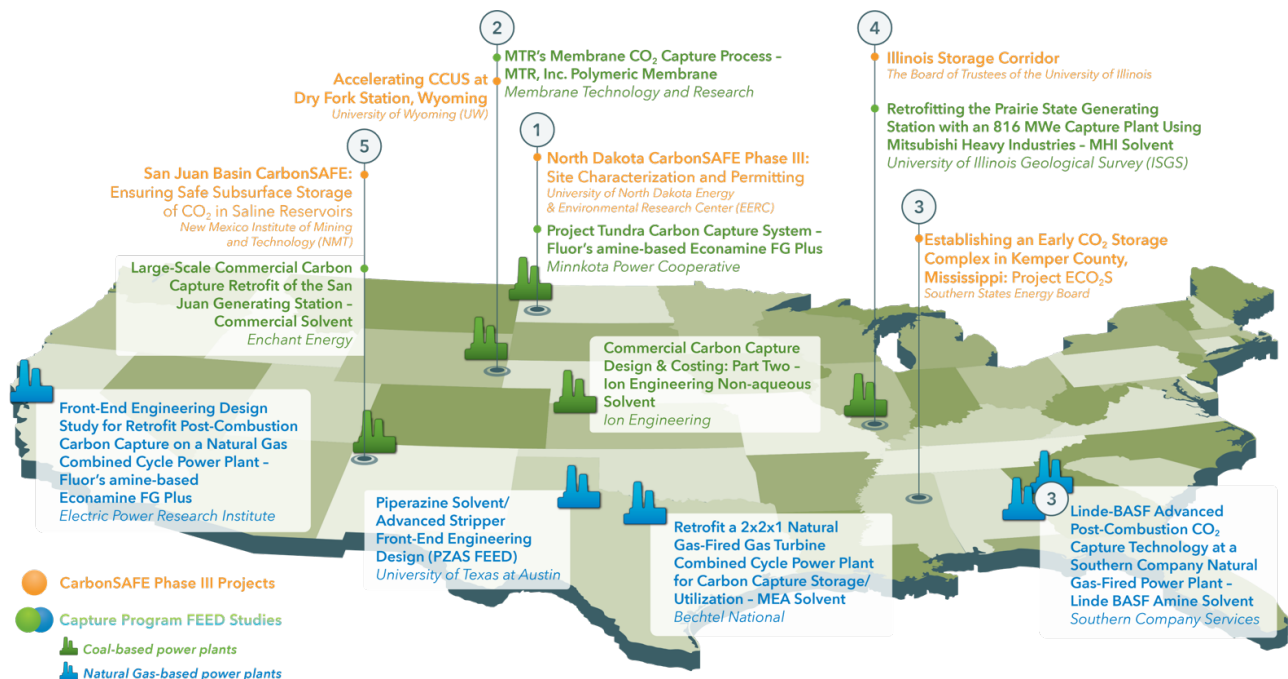 2
MTR's Membrane CO₂ Capture Process –
MTR, Inc. Polymeric Membrane
Membrane Technology and Research
Accelerating CCUS at
Dry Fork Station, Wyoming
University of Wyoming (UW)
4
Illinois Storage Corridor
The Board of Trustees of the University of Illinois
Retrofitting the Prairie State Generating
Station with an 816 MWe Capture Plant Using
Mitsubishi Heavy Industries – MHI Solvent
University of Illinois Geological Survey (ISGS)
1
North Dakota CarbonSAFE Phase III:
Site Characterization and Permitting
University of North Dakota Energy
& Environmental Research Center (EERC)
Project Tundra Carbon Capture System –
Fluor's amine-based Econamine FG Plus
Minnkota Power Cooperative
5
San Juan Basin CarbonSAFE:
Ensuring Safe Subsurface Storage
of CO₂ in Saline Reservoirs
New Mexico Institute of Mining
and Technology (NMT)
Large-Scale Commercial Carbon
Capture Retrofit of the San
Juan Generating Station –
Commercial Solvent
Enchant Energy
3
Establishing an Early CO₂ Storage
Complex in Kemper County,
Mississippi: Project ECO₂S
Southern States Energy Board
Commercial Carbon Capture
Design & Costing: Part Two –
Ion Engineering Non-aqueous
Solvent
Ion Engineering
Front-End Engineering Design
Study for Retrofit Post-Combustion
Carbon Capture on a Natural Gas
Combined Cycle Power Plant –
Fluor's amine-based
Econamine FG Plus
Electric Power Research Institute
Piperazine Solvent/
Advanced Stripper
Front-End Engineering
Design (PZAS FEED)
University of Texas at Austin
Retrofit a 2x2x1 Natural
Gas-Fired Gas Turbine
Combined Cycle Power Plant
for Carbon Capture Storage/
Utilization – MEA Solvent
Bechtel National
3
Linde-BASF Advanced
Post-Combustion CO₂
Capture Technology at a
Southern Company Natural
Gas-Fired Power Plant –
Linde BASF Amine Solvent
Southern Company Services
CarbonSAFE Phase III Projects
Capture Program FEED Studies
Coal-based power plants
Natural Gas-based power plants